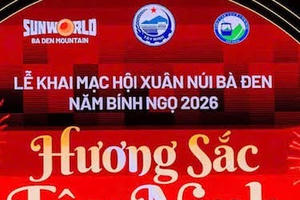 SUNWORLD
BA DEN MOUNTAIN
LỄ KHAI MẠC HỘI XUÂN NÚI BÀ ĐEN
NĂM BÍNH NGỌ 2026
Hương Sắc